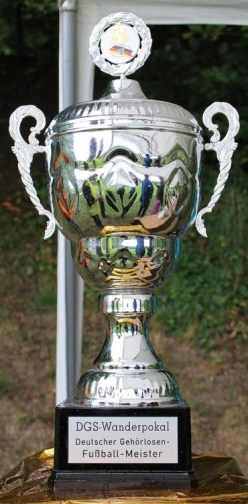 DGS-Wanderpokal
Deutscher Gehörlosen-
Fußball-Meister